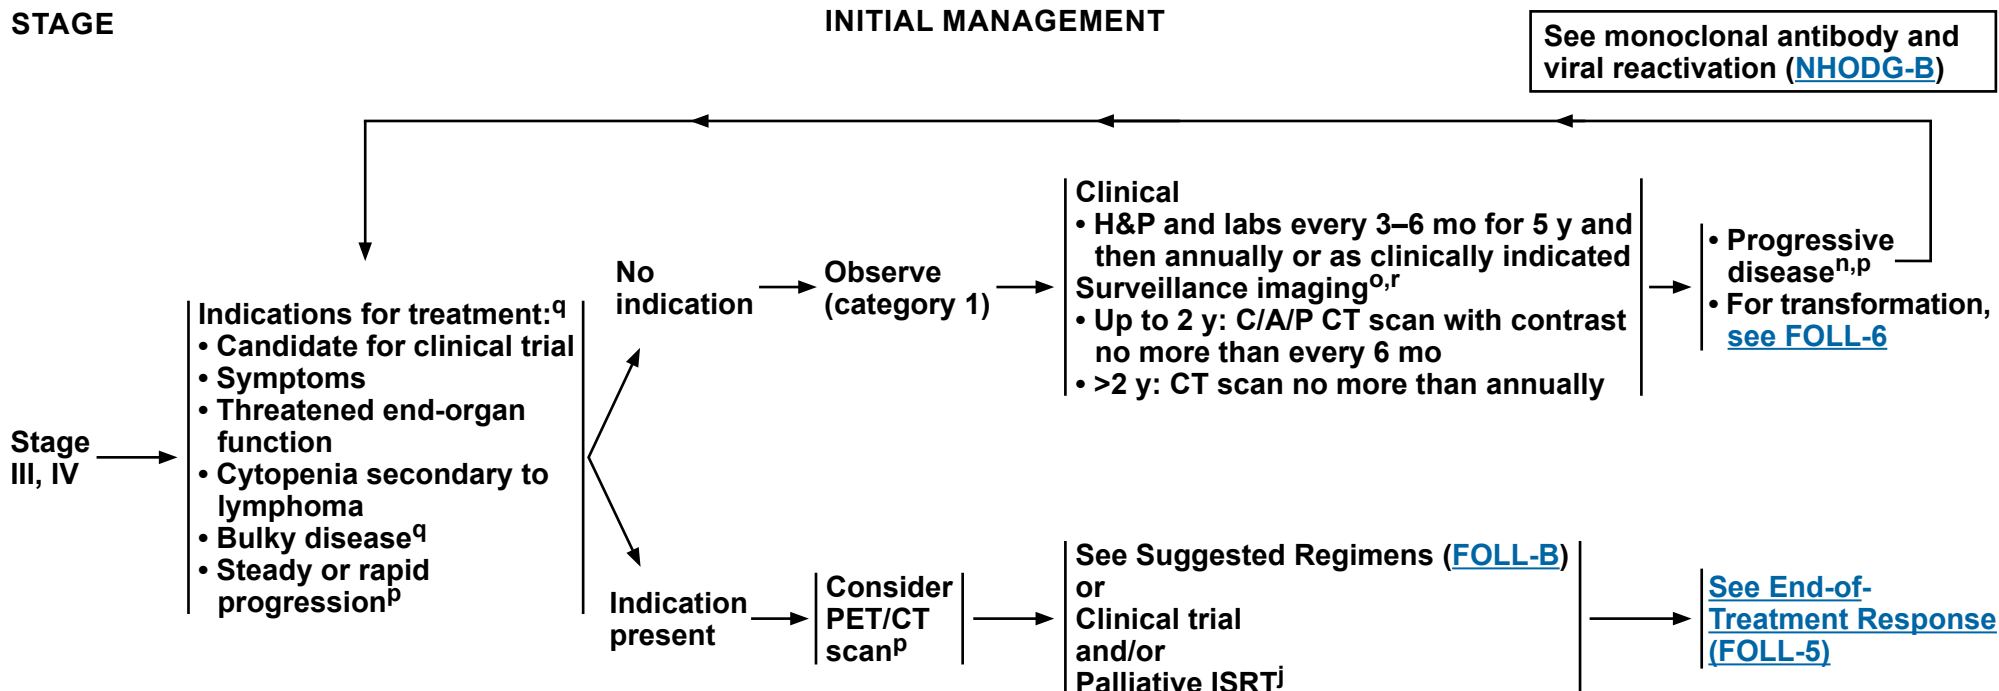 STAGE
INITIAL MANAGEMENT
See monoclonal antibody and
viral reactivation (NHODG-B)
Stage
III, IV
Indications for treatment:q
• Candidate for clinical trial
• Symptoms
• Threatened end-organ
function
• Cytopenia secondary to
lymphoma
• Bulky diseaseq
• Steady or rapid
progressionp
No
indication
Observe
(category 1)
Clinical
• H&P and labs every 3–6 mo for 5 y and
then annually or as clinically indicated
Surveillance imagingo,r
• Up to 2 y: C/A/P CT scan with contrast
no more than every 6 mo
• >2 y: CT scan no more than annually
• Progressive
diseasen,p
• For transformation,
see FOLL-6
Indication
present
Consider
PET/CT
scanp
See Suggested Regimens (FOLL-B)
or
Clinical trial
and/or
Palliative ISRTj
See End-of-
Treatment Response
(FOLL-5)